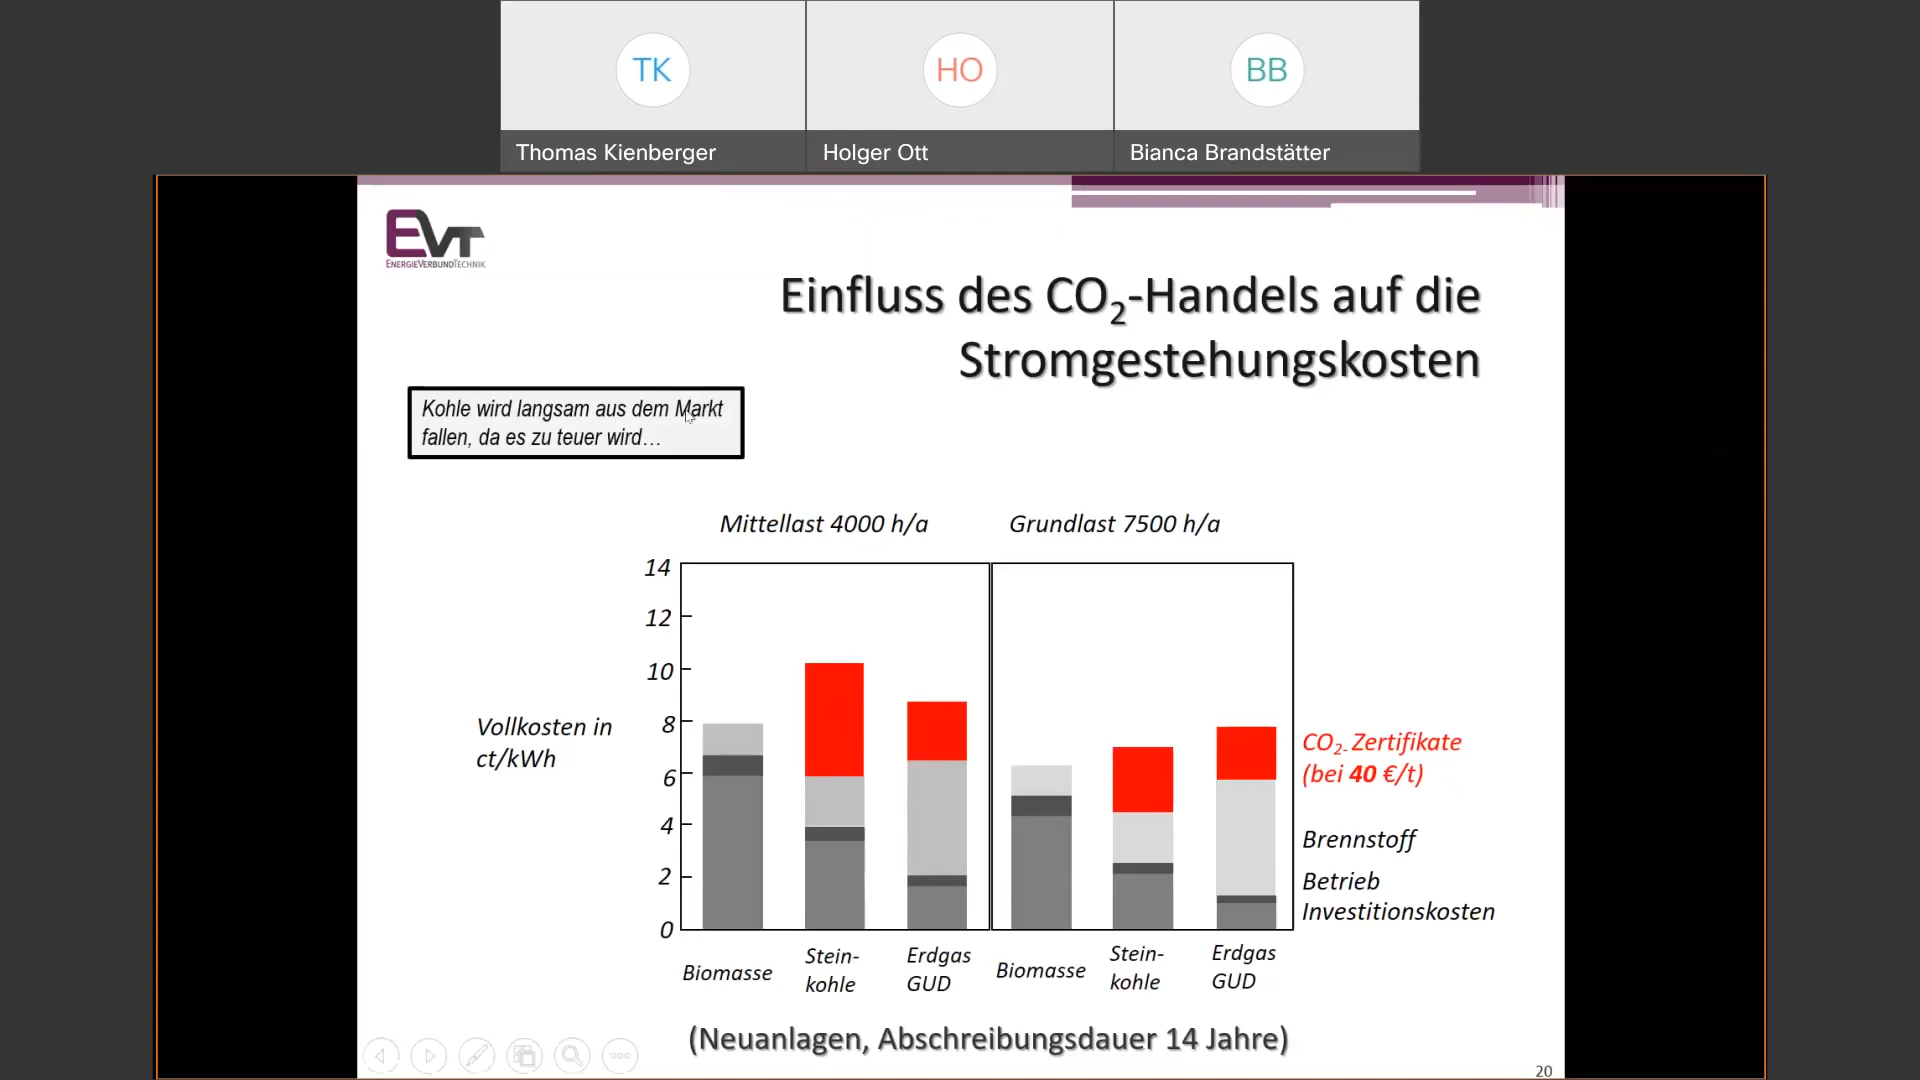 TK
HO
BB
Thomas Kienberger
Holger Ott
Bianca Brandstätter
EVT
ENERGIEVERBUNDTECHNIK
Einfluss des CO₂-Handels auf die
Stromgestehungskosten
Kohle wird langsam aus dem Markt
fallen, da es zu teuer wird…
Mittellast 4000 h/a
Grundlast 7500 h/a
14
12
10
8
6
4
2
0
Vollkosten in
ct/kWh
CO₂- Zertifikate
(bei 40 €/t)
Brennstoff
Betrieb
Investitionskosten
Biomasse
Stein-
kohle
Erdgas
GUD
Biomasse
Stein-
kohle
Erdgas
GUD
(Neuanlagen, Abschreibungsdauer 14 Jahre)
20